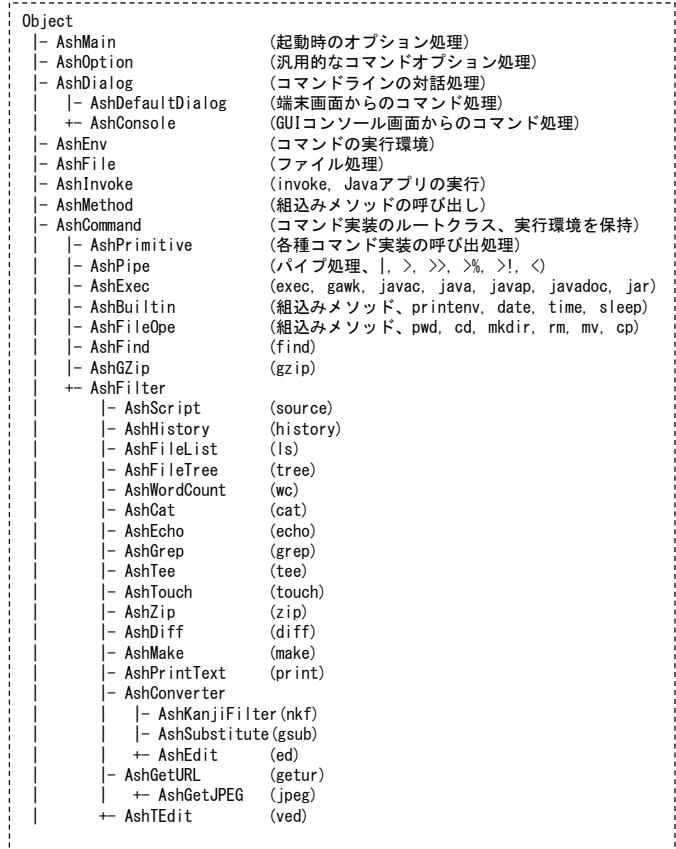 Object
|- AshMain (起動時のオプション処理)
|- AshOption (汎用的なコマンドオプション処理)
|- AshDialog (コマンドラインの対話処理)
| |- AshDefaultDialog (端末画面からのコマンド処理)
| +- AshConsole (GUIコンソール画面からのコマンド処理)
|- AshEnv (コマンドの実行環境)
|- AshFile (ファイル処理)
|- AshInvoke (invoke, Javaアプリの実行)
|- AshMethod (組込みメソッドの呼び出し)
|- AshCommand (コマンド実装のルートクラス、実行環境を保持)
| |- AshPrimitive (各種コマンド実装の呼び出処理)
| |- AshPipe (パイプ処理、|, >, >>, >%, >!, <)
| |- AshExec (exec, gawk, javac, java, javap, javadoc, jar)
| |- AshBuiltin (組込みメソッド、printenv, date, time, sleep)
| |- AshFileOpe (組込みメソッド、pwd, cd, mkdir, rm, mv, cp)
| |- AshFind (find)
| |- AshGZip (gzip)
| +- AshFilter
| |- AshScript (source)
| |- AshHistory (history)
| |- AshFileList (ls)
| |- AshFileTree (tree)
| |- AshWordCount (wc)
| |- AshCat (cat)
| |- AshEcho (echo)
| |- AshGrep (grep)
| |- AshTee (tee)
| |- AshTouch (touch)
| |- AshZip (zip)
| |- AshDiff (diff)
| |- AshMake (make)
| |- AshPrintText (print)
| |- AshConverter
| | |- AshKanjiFilter(nkf)
| | |- AshSubstitute(gsub)
| | +- AshEdit (ed)
| |- AshGetURL (getur)
| | +- AshGetJPEG (jpeg)
| +- AshTEdit (ved)